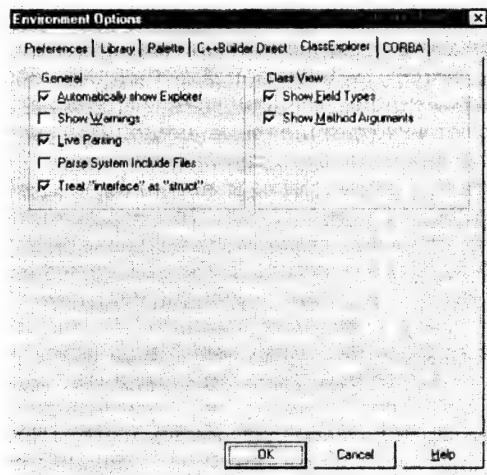 Environment Options
Preferences Library Palette C++Builder Direct ClassExplorer CORBA
General
Automatically show Explorer
Show Warnings
Live Parsing
Parse System Include Files
Treat "interface" as "struct"
Class View
Show Field Types
Show Method Arguments
OK Cancel Help